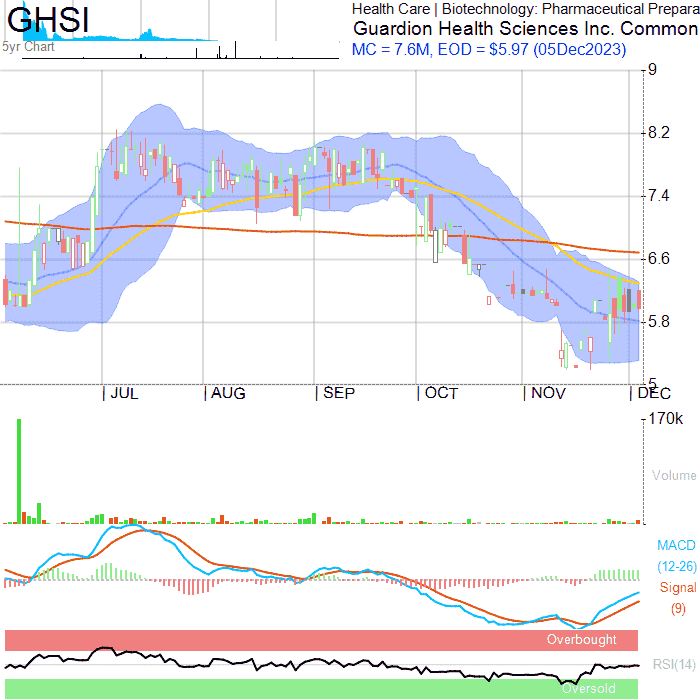 GHSI
Health Care | Biotechnology: Pharmaceutical Prepara
Guardion Health Sciences Inc. Common
5yr Chart
MC = 7.6M, EOD = $5.97 (05Dec2023)
9
8.2
7.4
6.6
5.8
5
JUL AUG SEP OCT NOV DEC
170k
Volume
MACD
(12-26)
Signal
(9)
Overbought
RSI(14)
Oversold